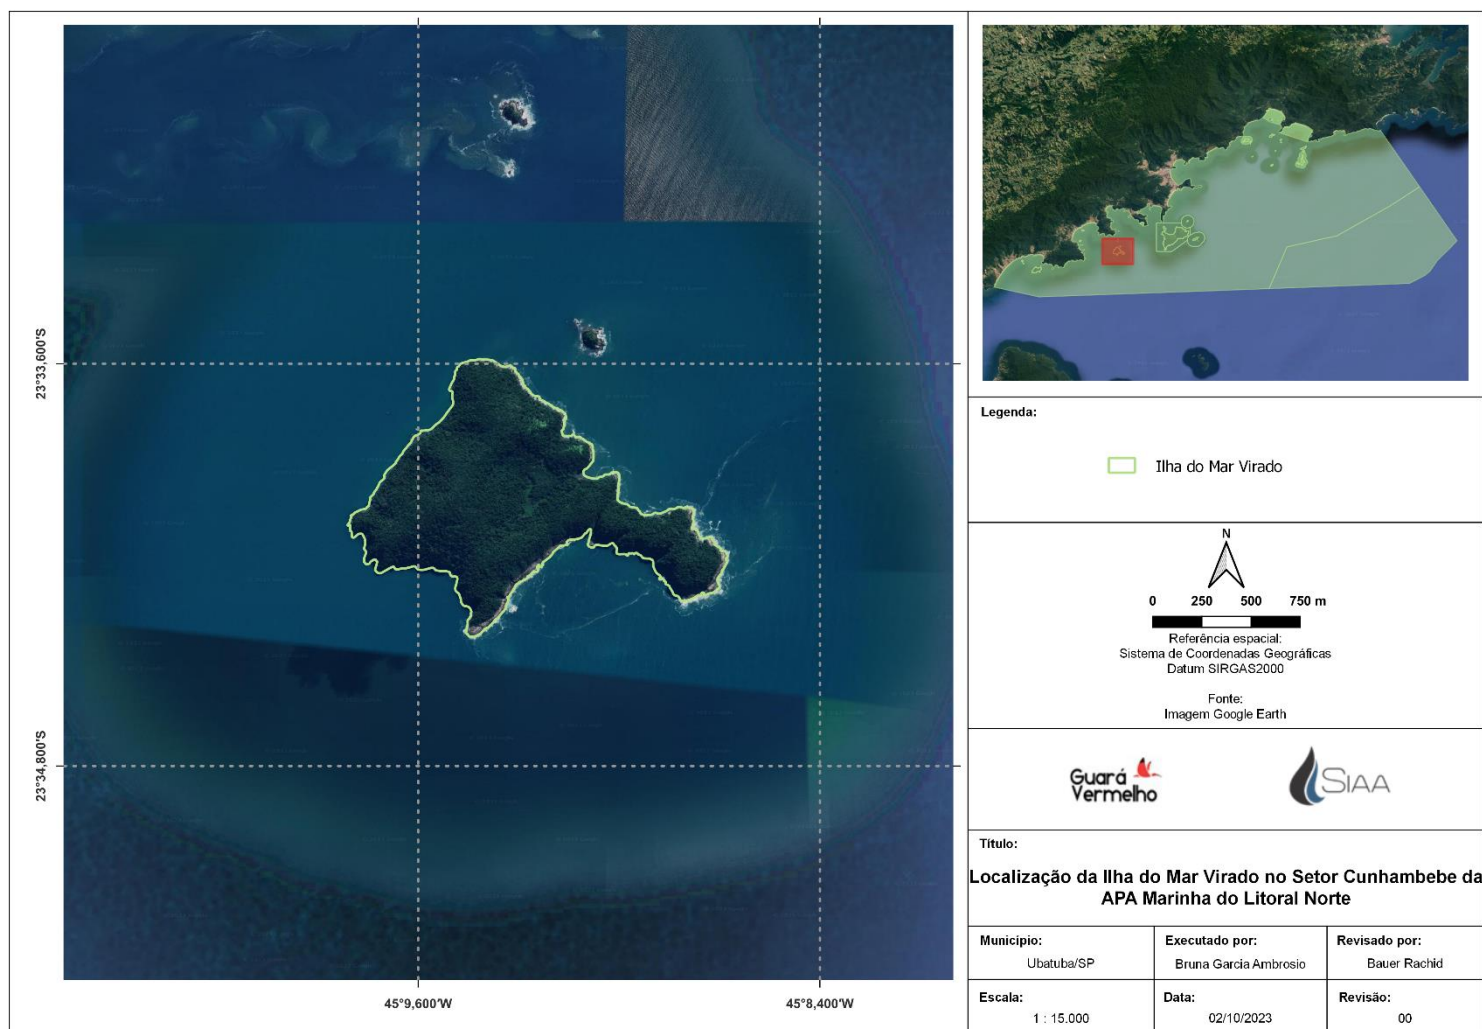 23°33,600'S
23°34,800'S
45°9,600'W
45°8,400'W
Legenda:
Ilha do Mar Virado
N
0 250 500 750 m
Referência espacial:
Sistema de Coordenadas Geográficas
Datum SIRGAS2000
Fonte:
Imagem Google Earth
Guará
Vermelho
SIAA
Título:
Localização da Ilha do Mar Virado no Setor Cunhambebe da
APA Marinha do Litoral Norte
Município:
Ubatuba/SP
Executado por:
Bruna Garcia Ambrosio
Revisado por:
Bauer Rachid
Escala:
1 : 15.000
Data:
02/10/2023
Revisão:
00